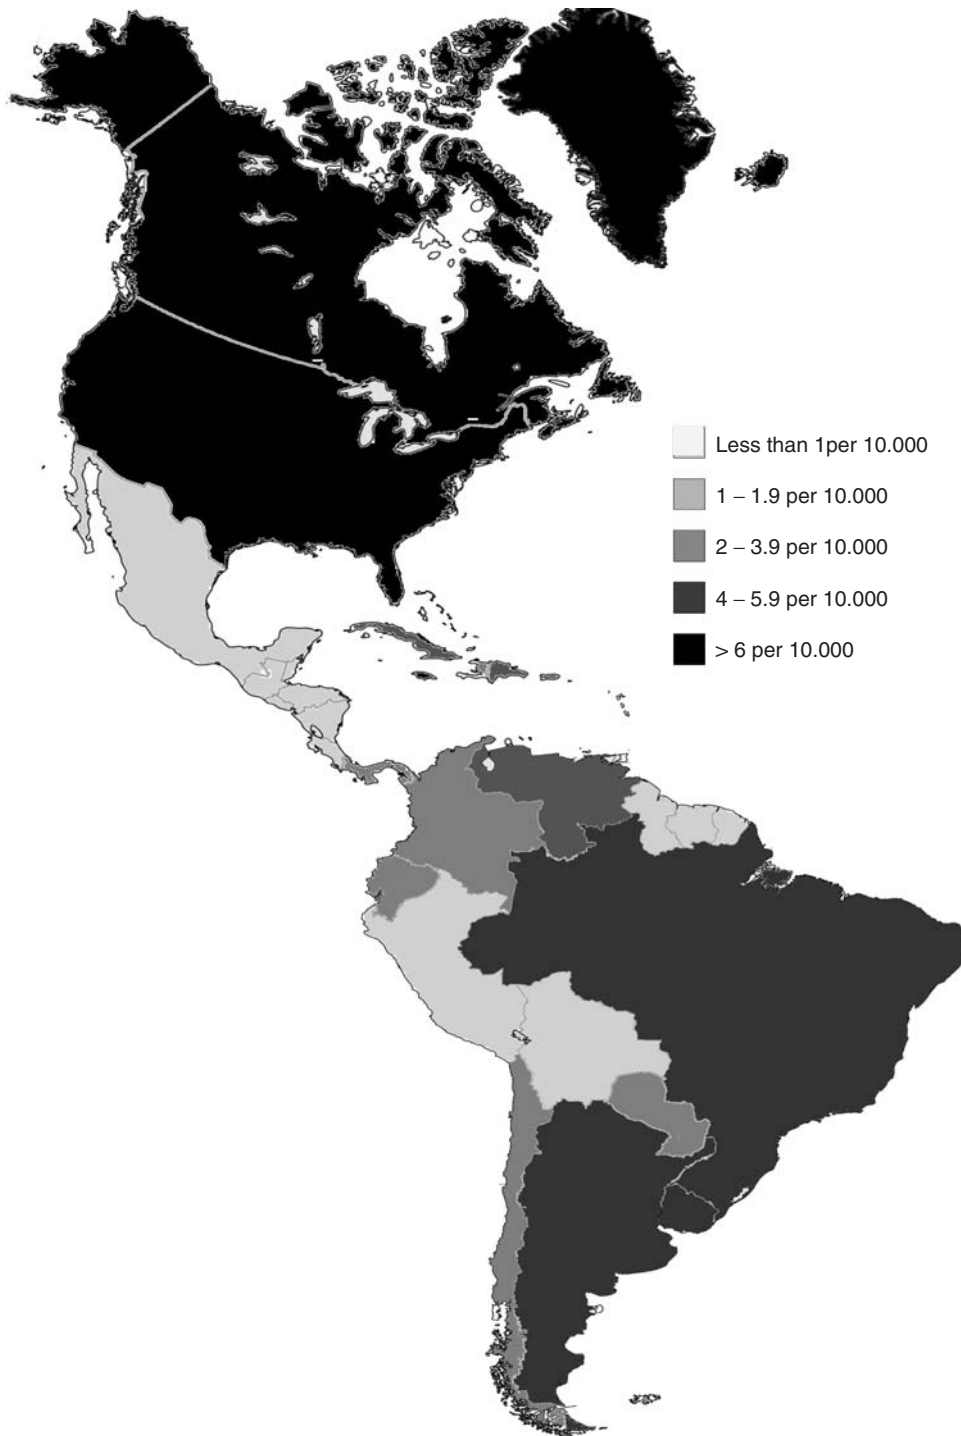 Less than 1per 10.000
1 – 1.9 per 10.000
2 – 3.9 per 10.000
4 – 5.9 per 10.000
> 6 per 10.000